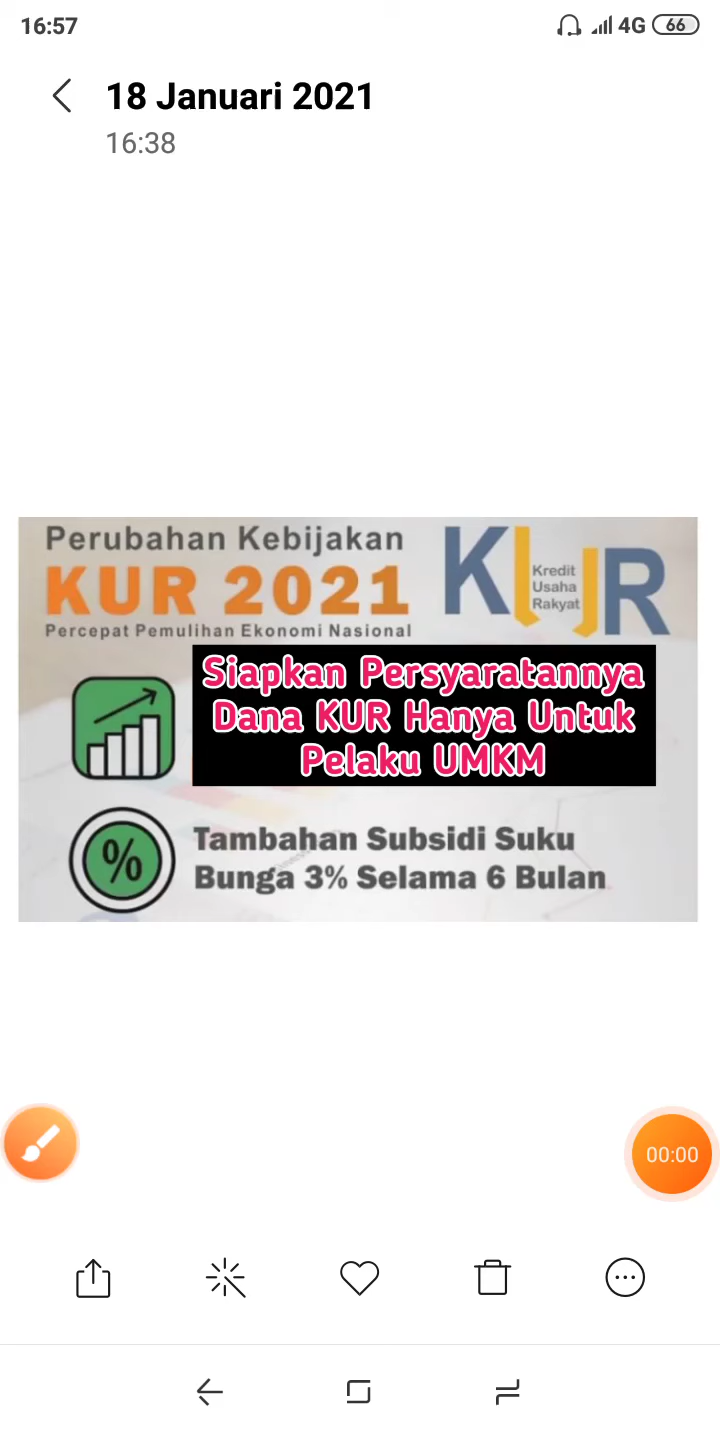 16:57
4G
66
18 Januari 2021
16:38
Perubahan Kebijakan
KUR 2021
Percepat Pemulihan Ekonomi Nasional
KUR
Kredit
Usaha
Rakyat
Siapkan Persyaratannya
Dana KUR Hanya Untuk
Pelaku UMKM
%
Tambahan Subsidi Suku
Bunga 3% Selama 6 Bulan
00:00